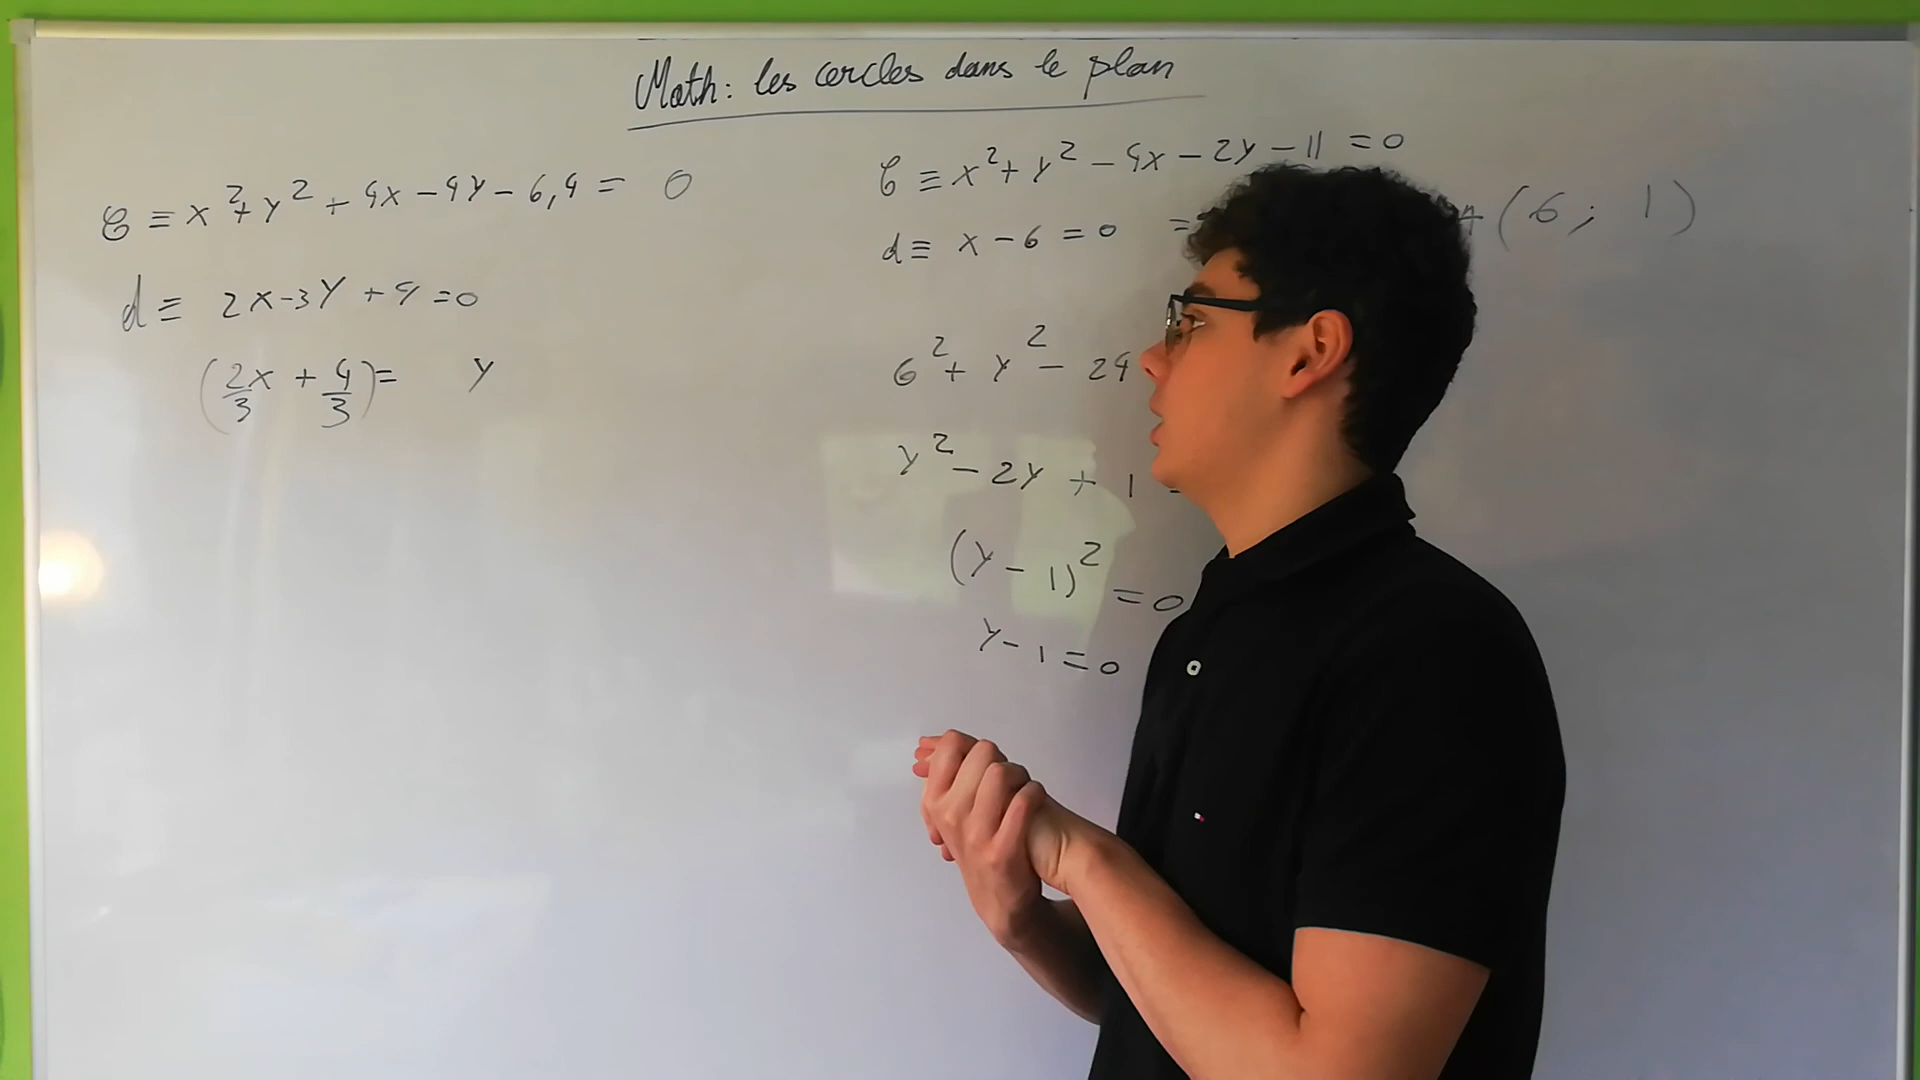 Math: les cercles dans le plan
C ≡ x² + y² + 4x - 4y - 6,4 = 0
d ≡ 2x - 3y + 4 = 0
(2x/3 + 4/3) = y
C ≡ x² + y² - 4x - 2y - 11 = 0
d ≡ x - 6 = 0 = (6 ; 1)
6² + y² - 24
y² - 2y + 1
(y - 1)² = 0
y - 1 = 0